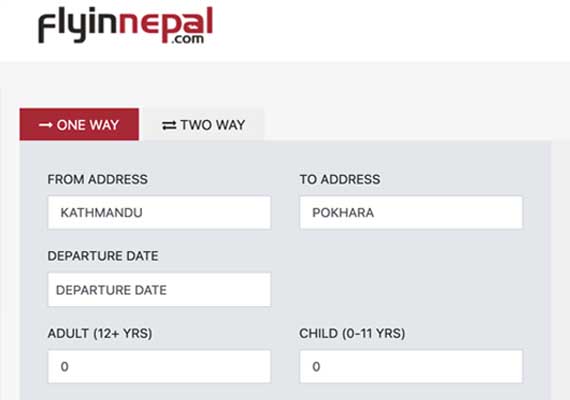 flyinnepal
.com
→ ONE WAY ⇄ TWO WAY
FROM ADDRESS TO ADDRESS
KATHMANDU POKHARA
DEPARTURE DATE
DEPARTURE DATE
ADULT (12+ YRS) CHILD (0-11 YRS)
0 0